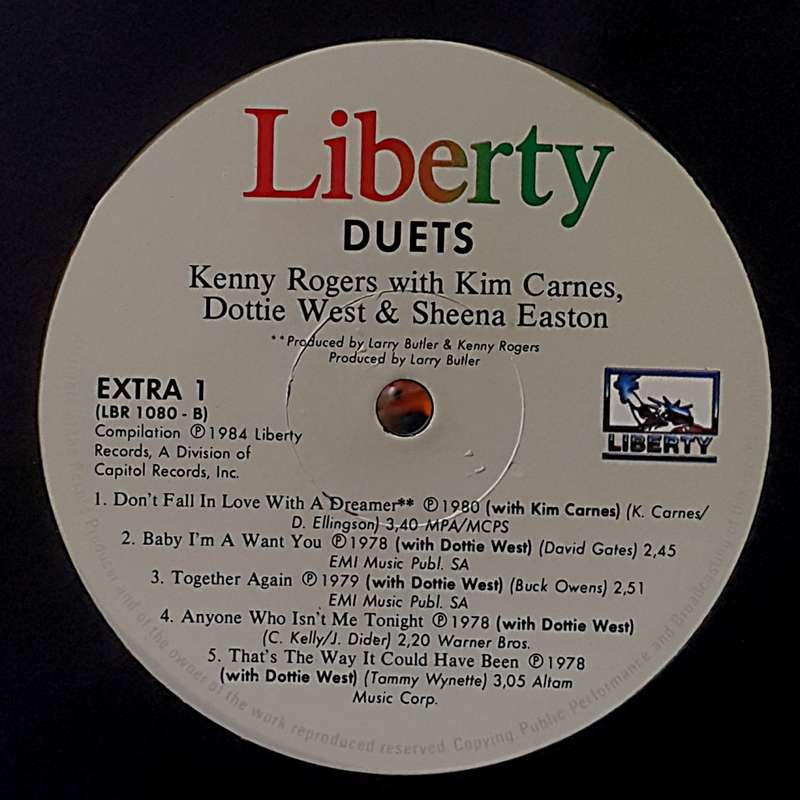 Liberty
DUETS
Kenny Rogers with Kim Carnes,
Dottie West & Sheena Easton
**Produced by Larry Butler & Kenny Rogers
Produced by Larry Butler
EXTRA 1
(LBR 1080 - B)
Compilation ℗ 1984 Liberty
Records, A Division of
Capitol Records, Inc.
LIBERTY
1. Don't Fall In Love With A Dreamer** ℗1980 (with Kim Carnes) (K. Carnes/
D. Ellingson) 3,40 MPA/MCPS
2. Baby I'm A Want You ℗1978 (with Dottie West) (David Gates) 2,45
EMI Music Publ. SA
3. Together Again ℗1979 (with Dottie West) (Buck Owens) 2,51
EMI Music Publ. SA
4. Anyone Who Isn't Me Tonight ℗1978 (with Dottie West)
(C. Kelly/J. Dider) 2,20 Warner Bros.
5. That's The Way It Could Have Been ℗1978
(with Dottie West) (Tammy Wynette) 3,05 Altam
Music Corp.
Producer and of the owner of the work reproduced reserved. Copying, Public Performance and Broadcasting